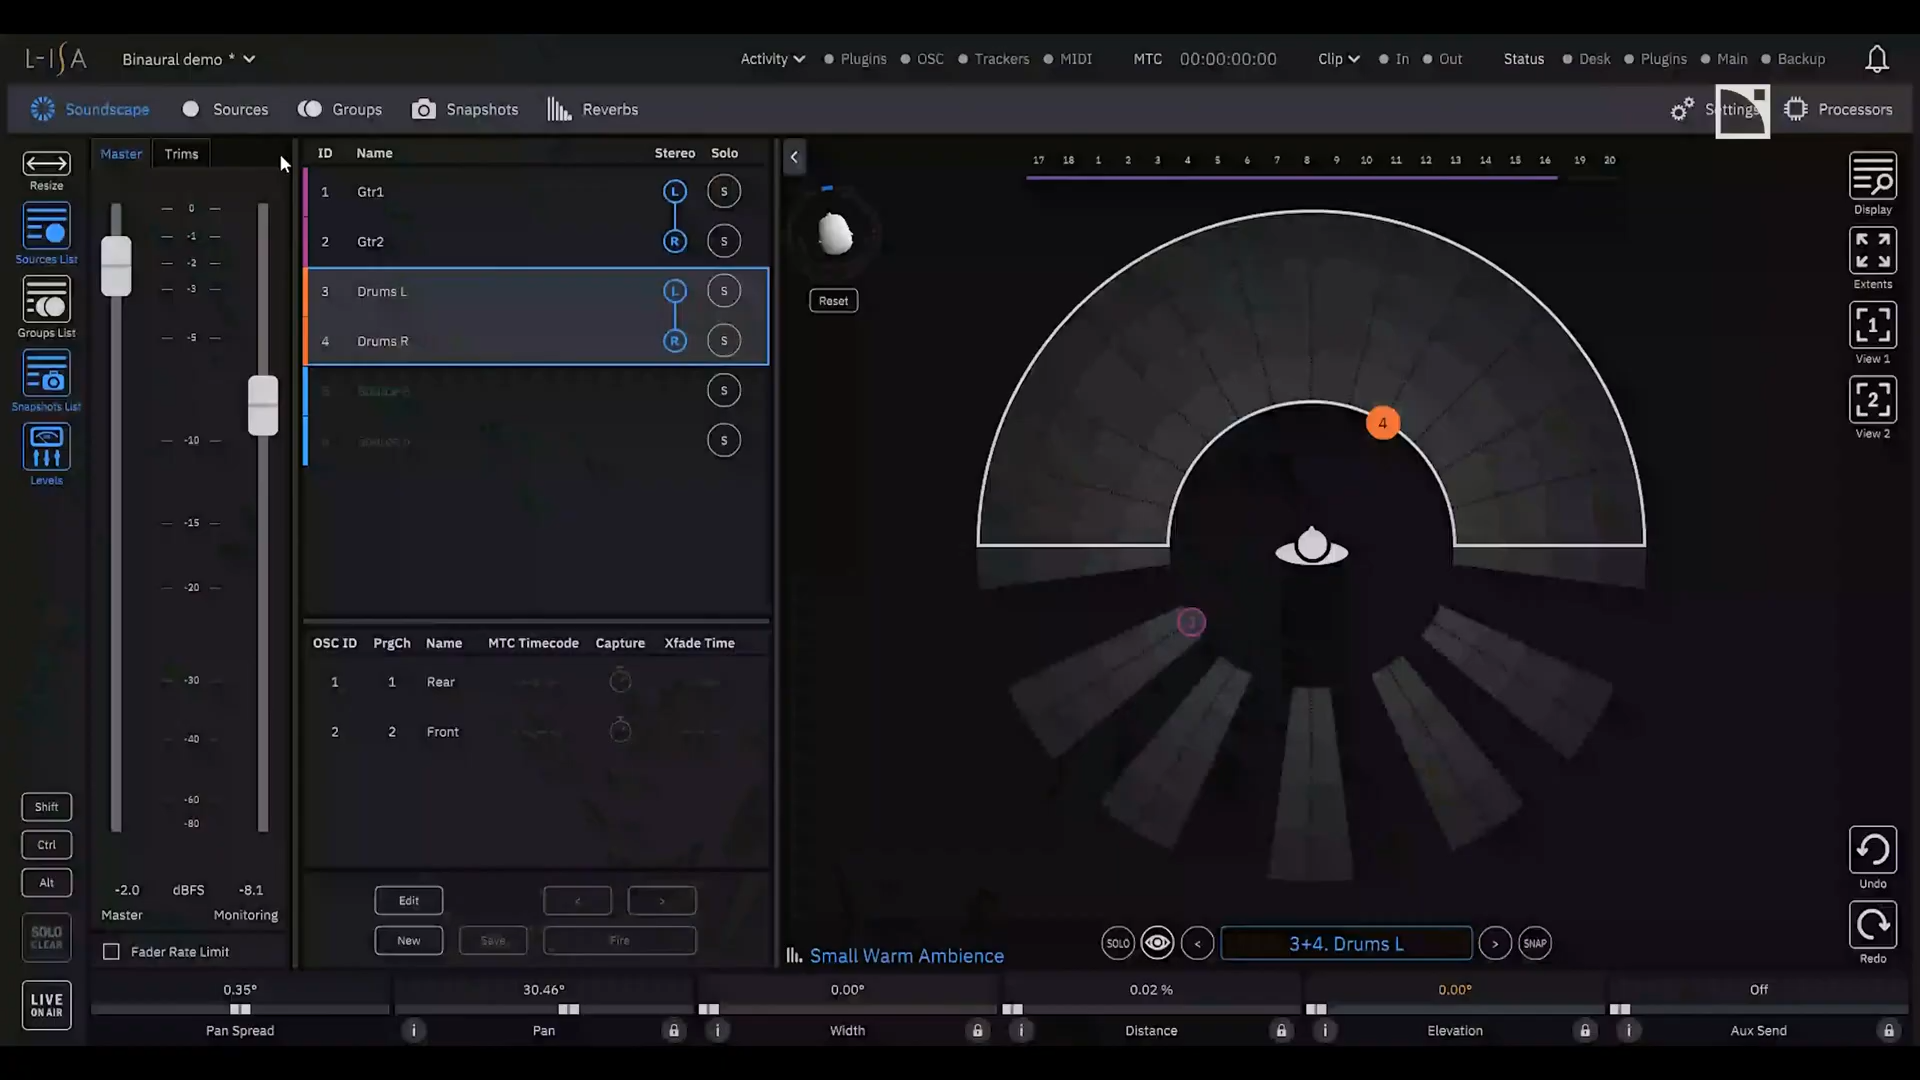 L-ISA
Binaural demo *
Activity Plugins OSC Trackers MIDI MTC 00:00:00:00 Clip In Out Status Desk Plugins Main Backup
Soundscape Sources Groups Snapshots Reverbs Settings Processors
Resize
Sources List
Groups List
Snapshots List
Levels
Shift
Ctrl
Alt
SOLO CLEAR
LIVE ON AIR
Master Trims
0
-1
-2
-3
-5
-10
-15
-20
-30
-40
-60
-80
-2.0 dBFS -8.1
Master Monitoring
Fader Rate Limit
ID Name Stereo Solo
1 Gtr1 L S
2 Gtr2 R S
3 Drums L L S
4 Drums R R S
S
S
OSC ID PrgCh Name MTC Timecode Capture Xfade Time
1 1 Rear
2 2 Front
Edit < >
New Save Fire
Reset
17 18 1 2 3 4 5 6 7 8 9 10 11 12 13 14 15 16 19 20
4
Display
Extents
1
View 1
2
View 2
Undo
Redo
Small Warm Ambience
SOLO < 3+4. Drums L > SNAP
0.35° 30.46° 0.00° 0.02 % 0.00° Off
Pan Spread i Pan i Width i Distance i Elevation i Aux Send